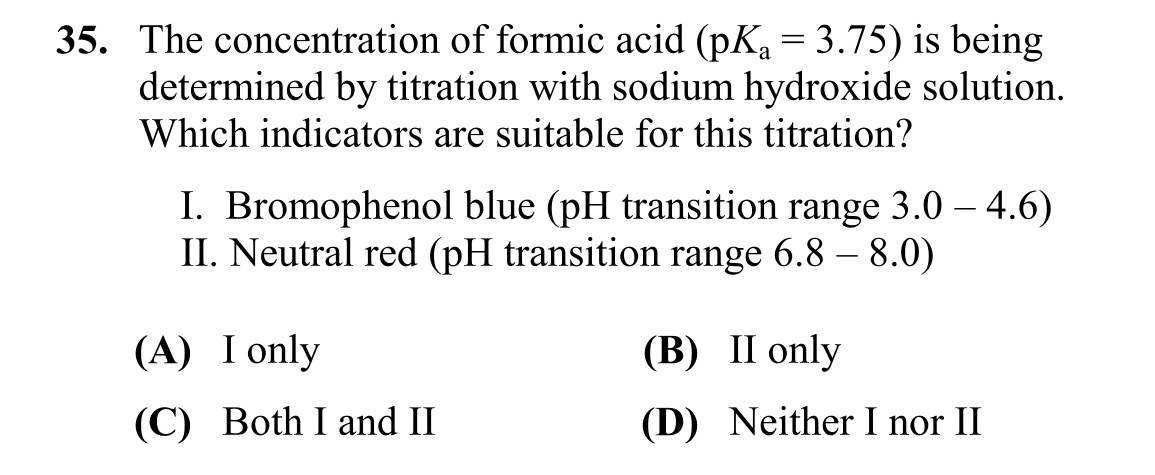 35. The concentration of formic acid (pKₐ = 3.75) is being
determined by titration with sodium hydroxide solution.
Which indicators are suitable for this titration?
I. Bromophenol blue (pH transition range 3.0 – 4.6)
II. Neutral red (pH transition range 6.8 – 8.0)
(A) I only (B) II only
(C) Both I and II (D) Neither I nor II